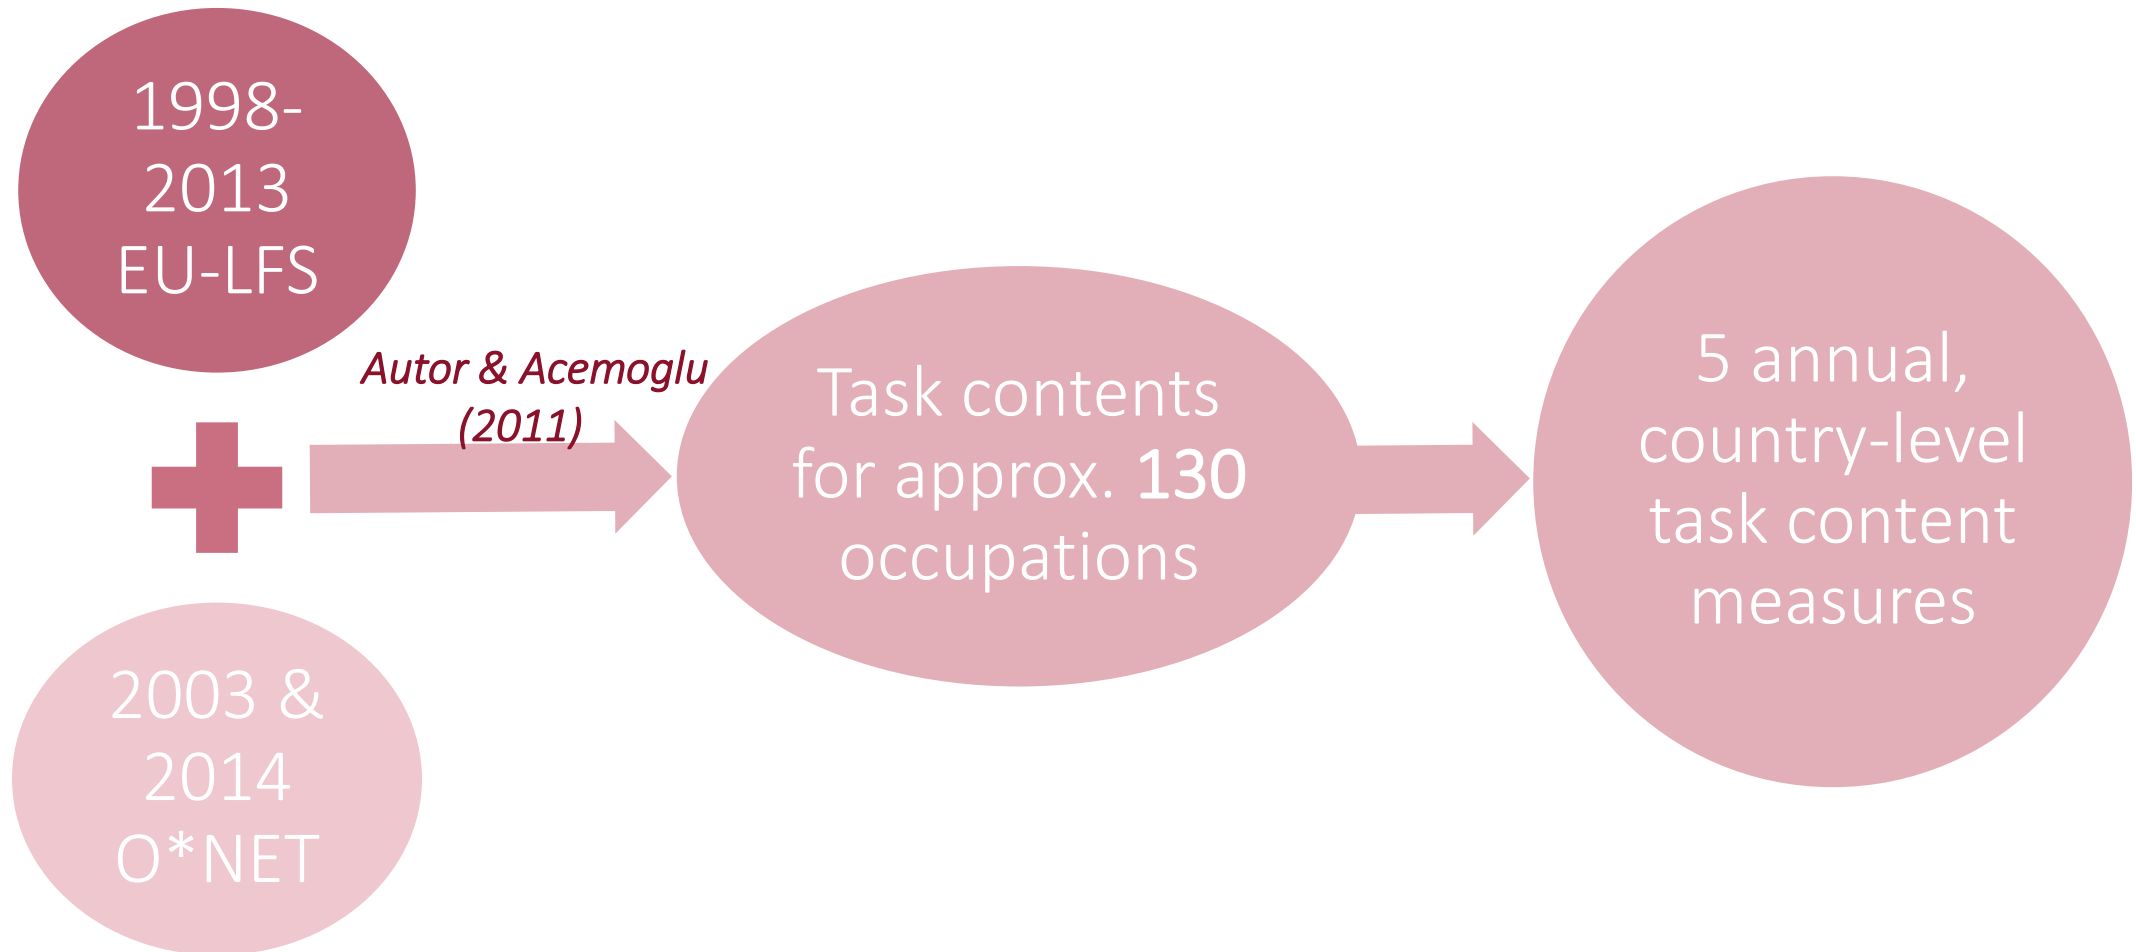 1998-
2013
EU-LFS
2003 &
2014
O*NET
Autor & Acemoglu
(2011)
Task contents
for approx. 130
occupations
5 annual,
country-level
task content
measures